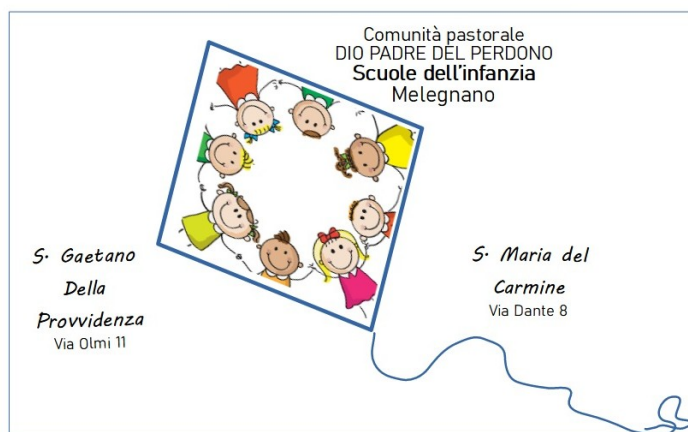 Comunità pastorale
DIO PADRE DEL PERDONO
Scuole dell'infanzia
Melegnano
S. Gaetano
Della
Provvidenza
Via Olmi 11
S. Maria del
Carmine
Via Dante 8